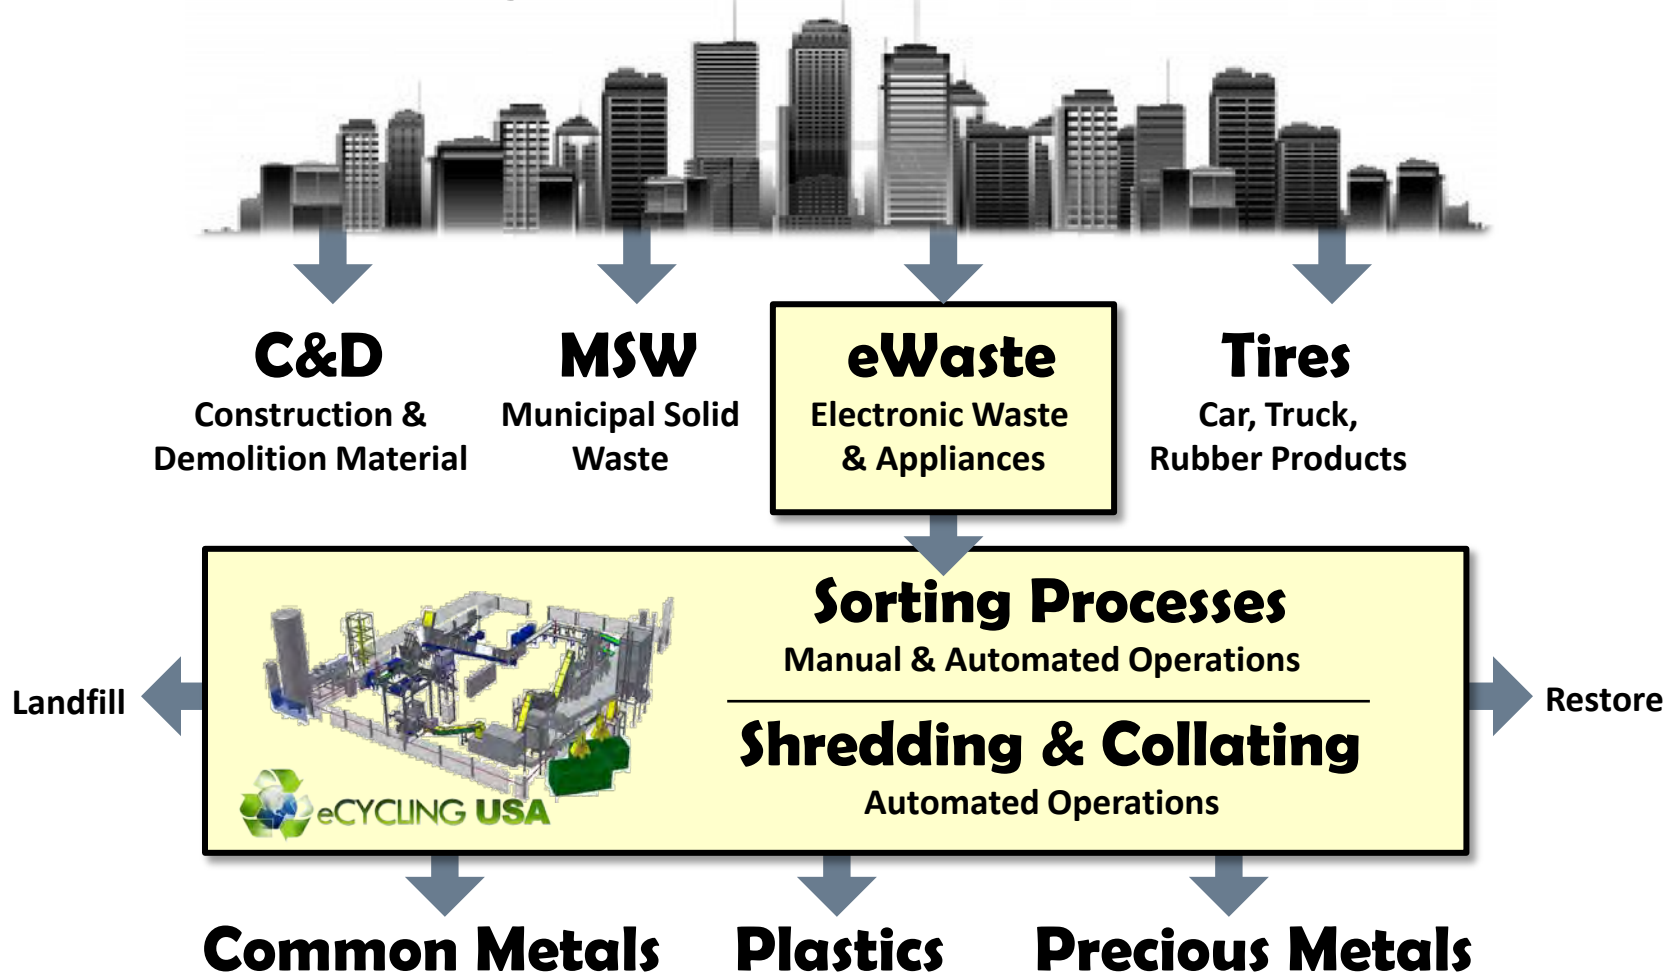 C&D
Construction &
Demolition Material
MSW
Municipal Solid
Waste
eWaste
Electronic Waste
& Appliances
Tires
Car, Truck,
Rubber Products
Sorting Processes
Manual & Automated Operations
Landfill
Restore
Shredding & Collating
Automated Operations
eCYCLING USA
Common Metals
Plastics
Precious Metals